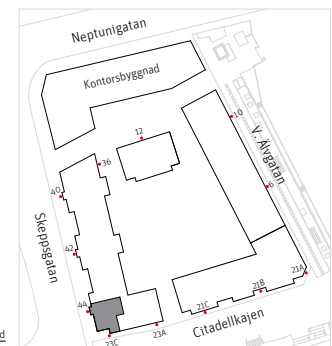 Neptunigatan
Kontorsbyggnad
12
10
V. Älvgatan
36
40
6
Skeppsgatan
42
21A
21B
44
21C
Citadellkajen
23A
23C
d